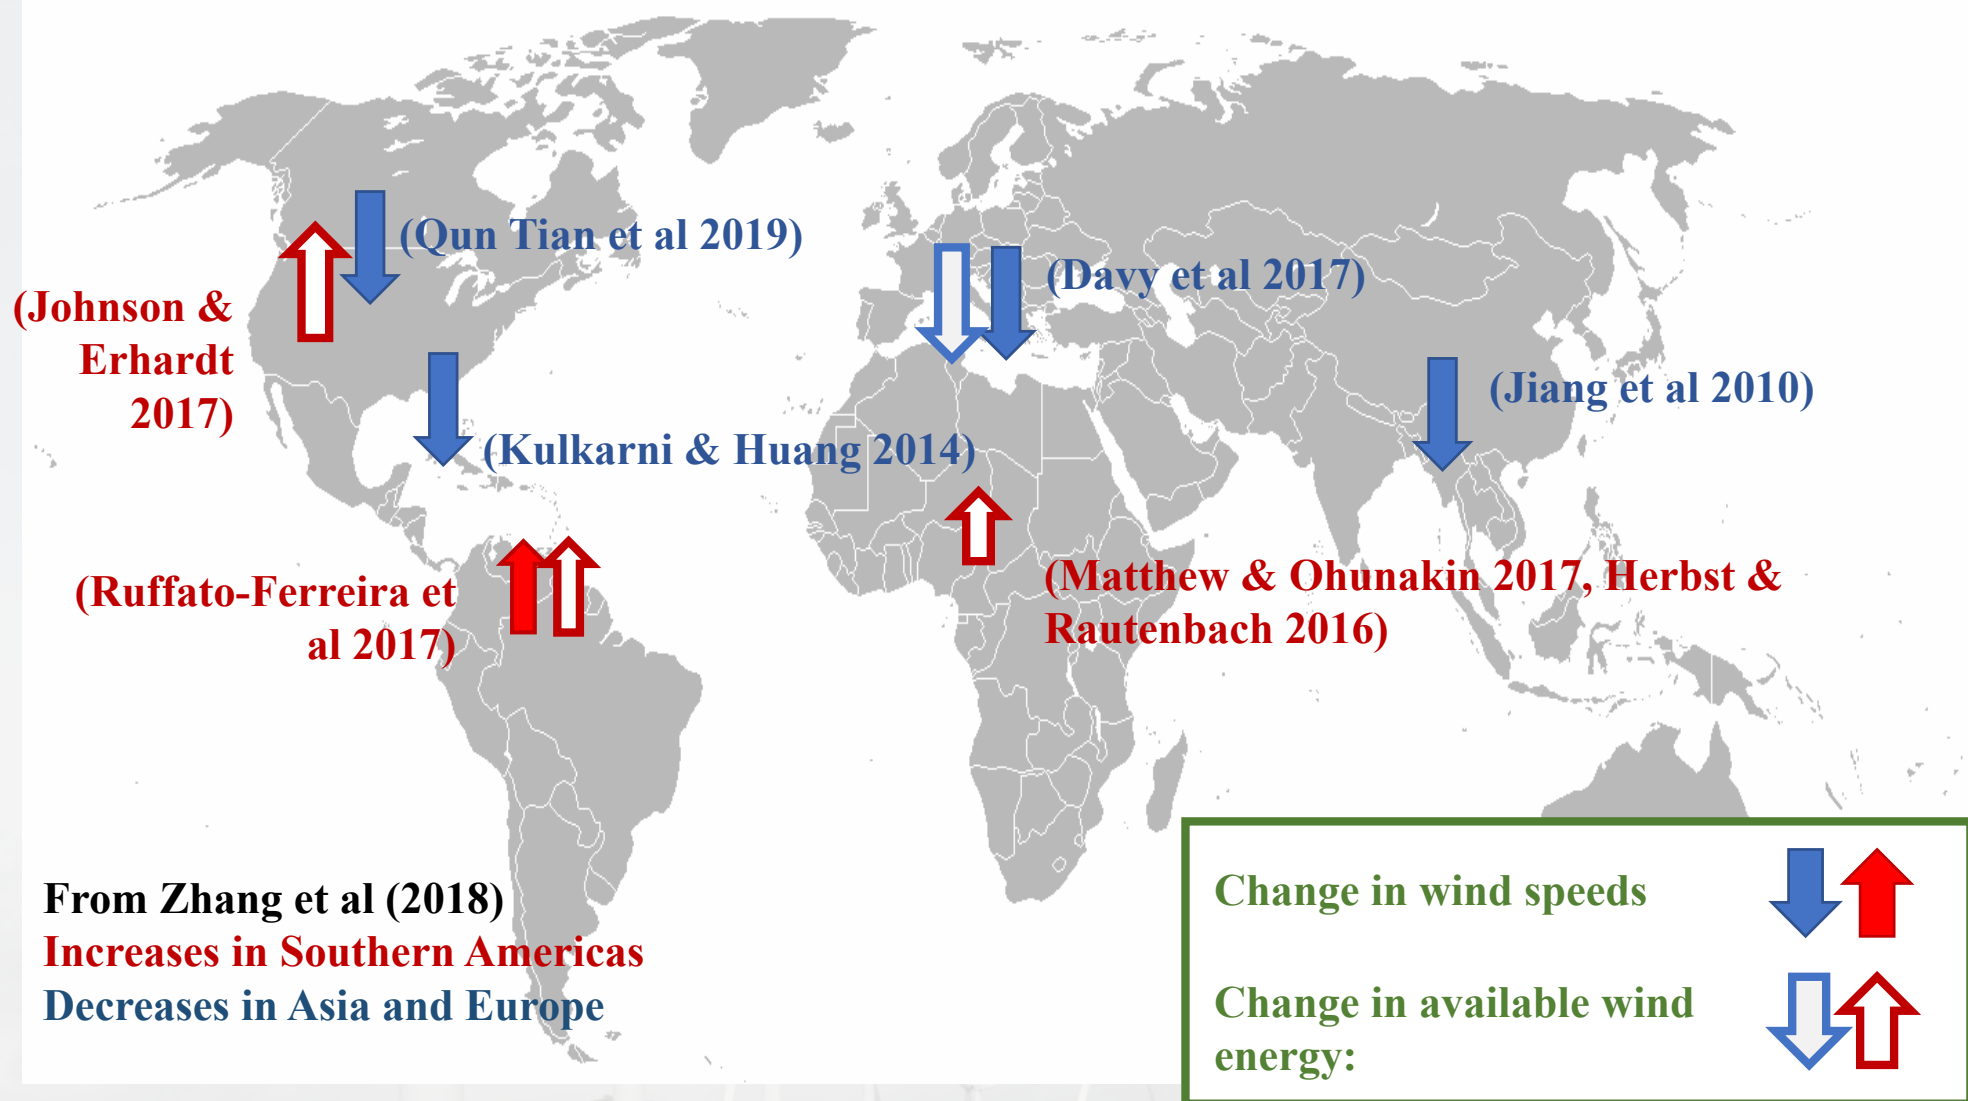 (Qun Tian et al 2019)
(Johnson &
Erhardt
2017)
(Davy et al 2017)
(Jiang et al 2010)
(Kulkarni & Huang 2014)
(Ruffato-Ferreira et
al 2017)
(Matthew & Ohunakin 2017, Herbst &
Rautenbach 2016)
From Zhang et al (2018)
Increases in Southern Americas
Decreases in Asia and Europe
Change in wind speeds
Change in available wind
energy: